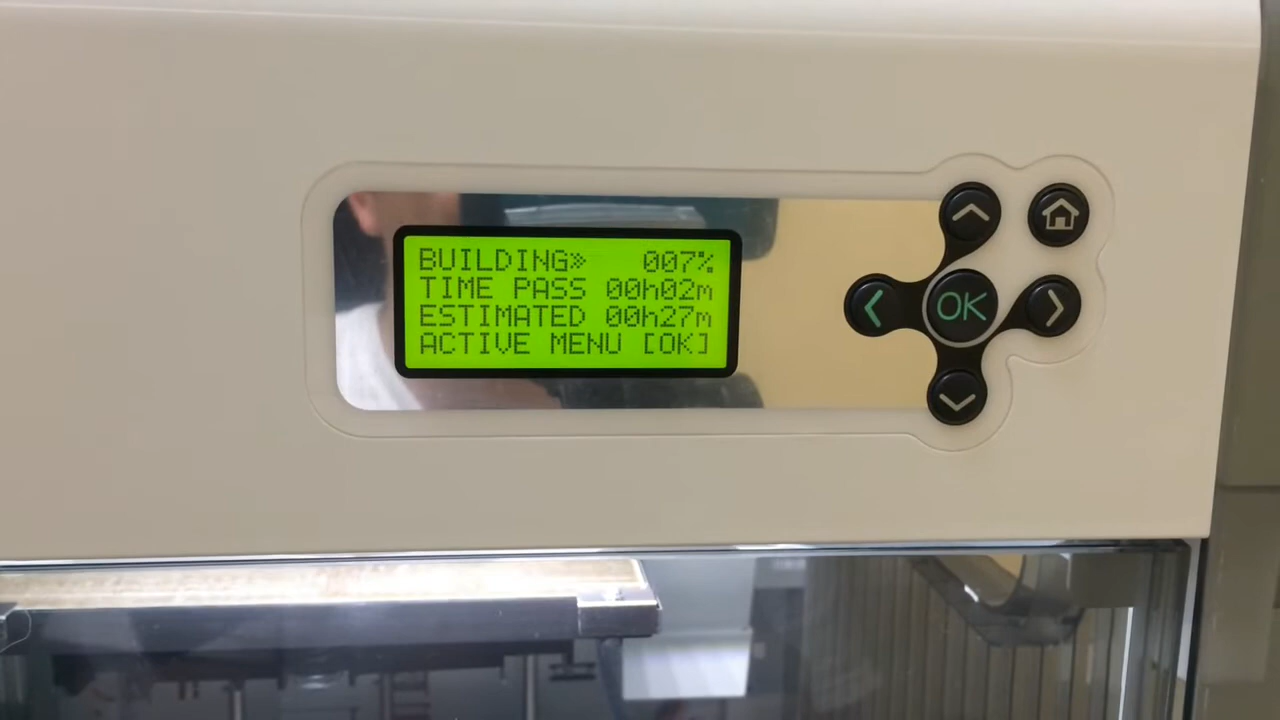 BUILDING» 007%
TIME PASS 00h02m
ESTIMATED 00h27m
ACTIVE MENU [OK]
OK